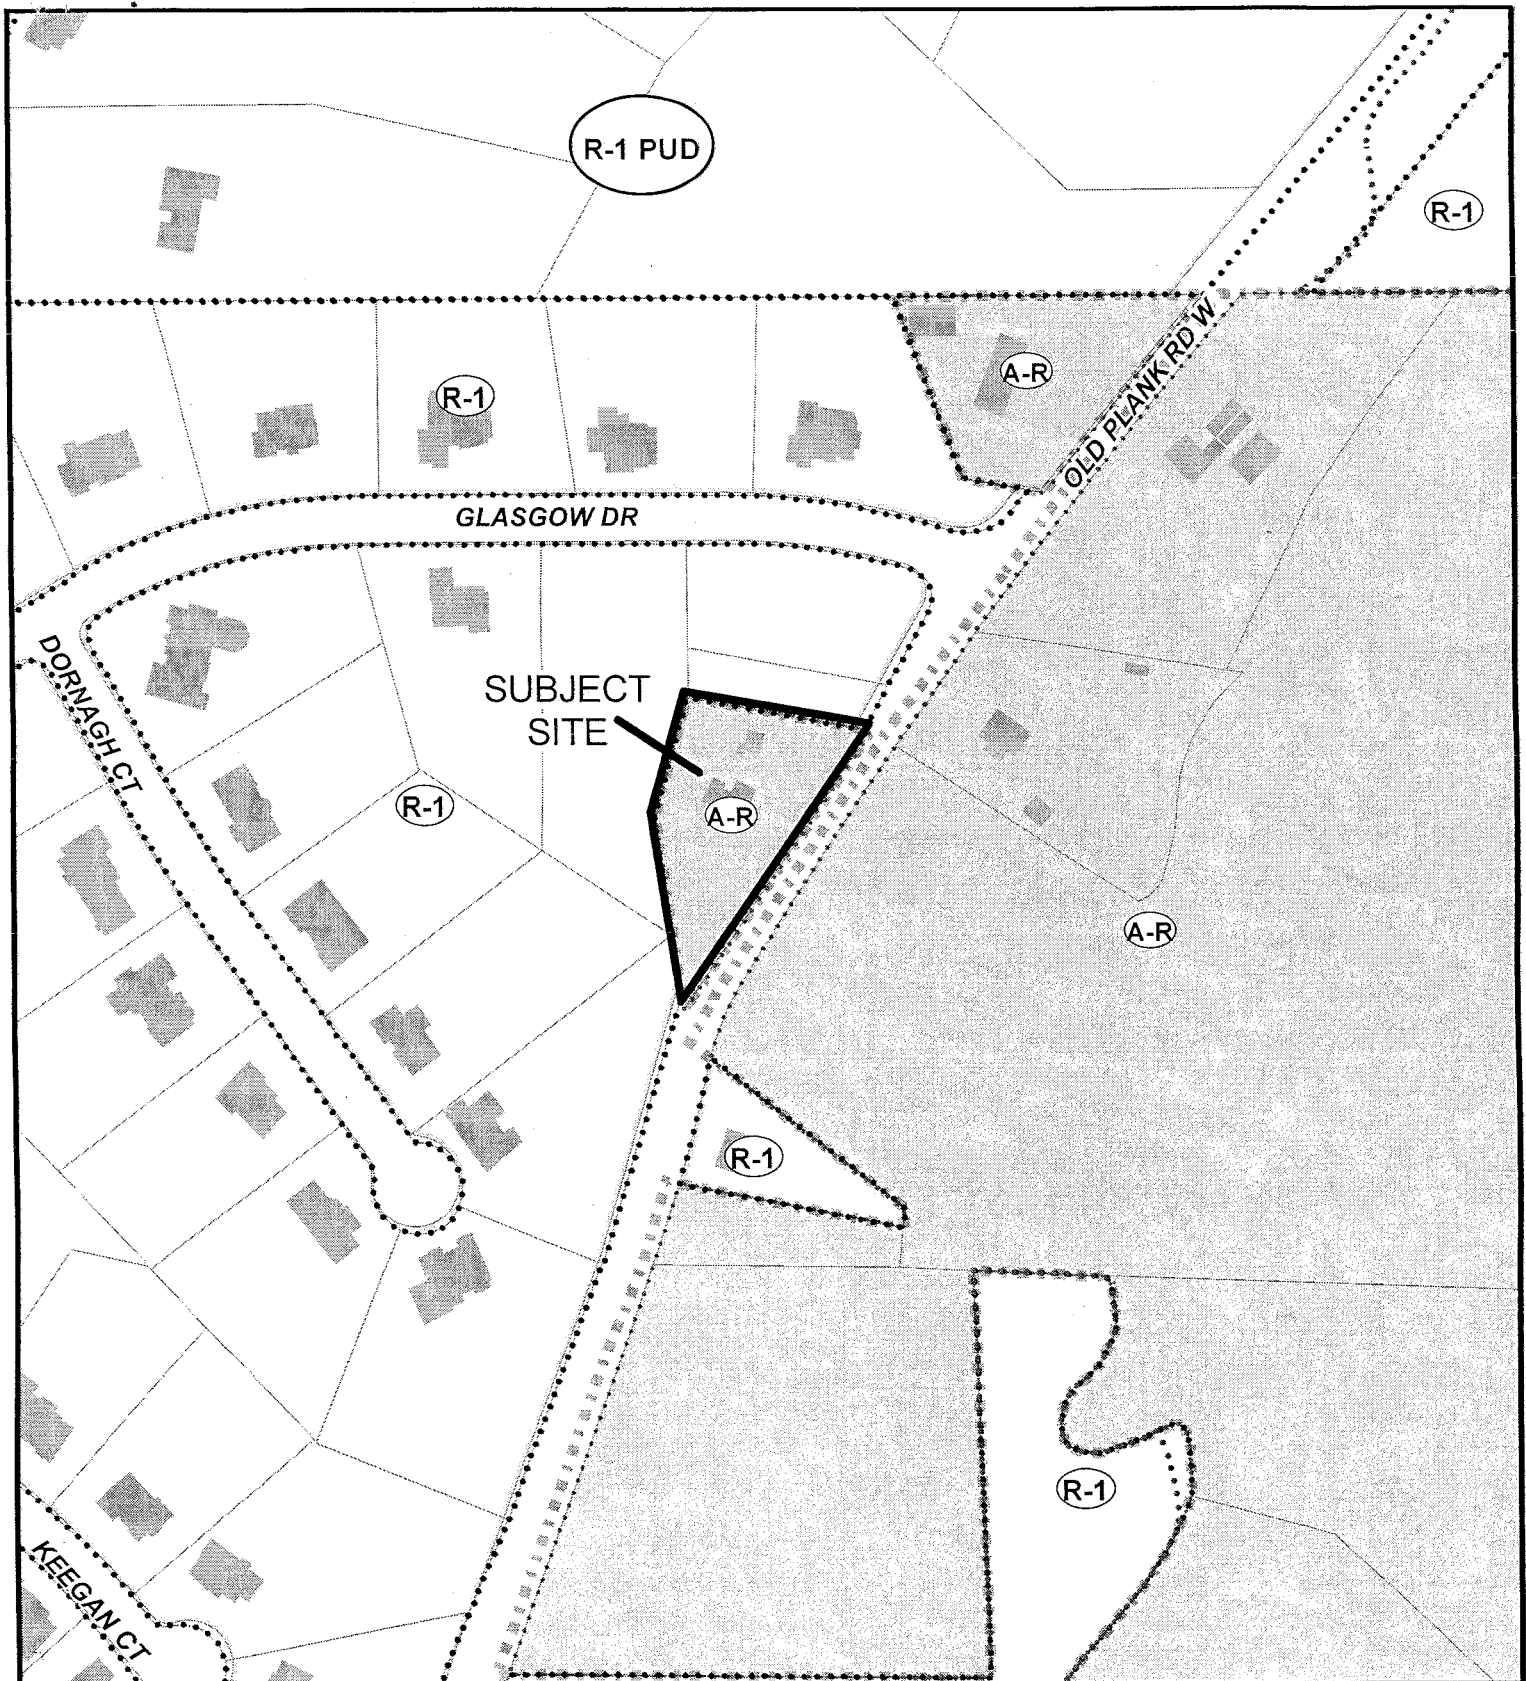 R-1 PUD
R-1
OLD PLANK RD W
A-R
R-1
GLASGOW DR
DORNAGH CT
SUBJECT
SITE
R-1
A-R
A-R
R-1
R-1
KEEGAN CT